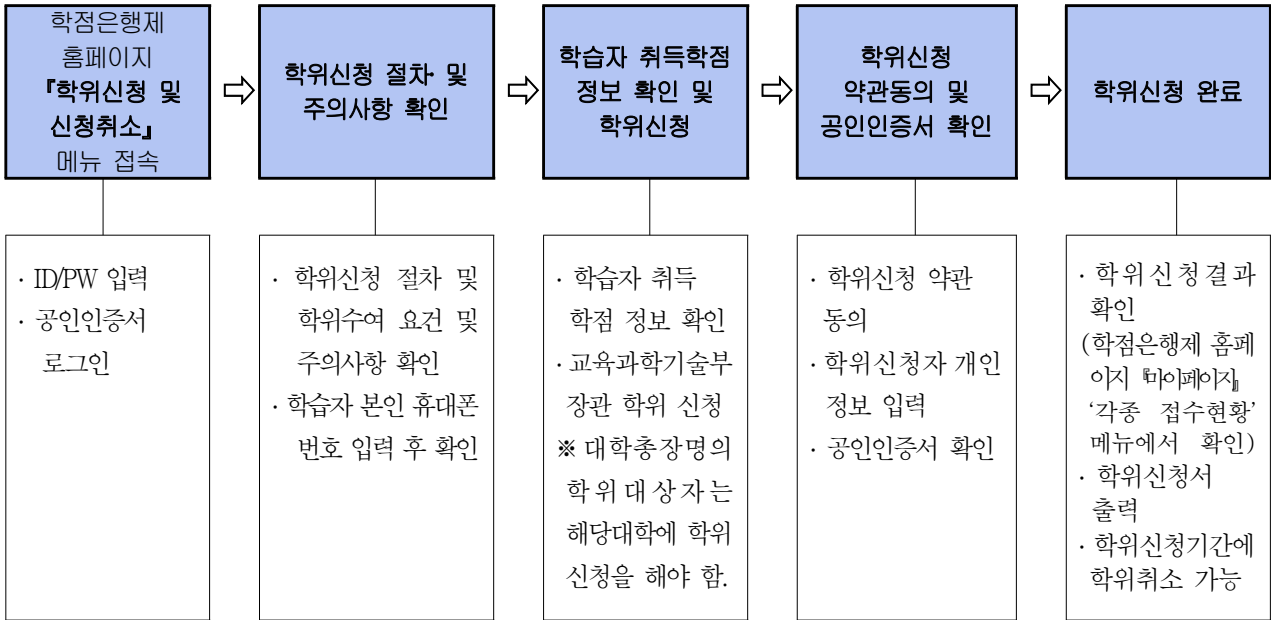 학점은행제
홈페이지
『학위신청 및
신청취소』
메뉴 접속
학위신청 절차 및
주의사항 확인
학습자 취득학점
정보 확인 및
학위신청
학위신청
약관동의 및
공인인증서 확인
학위신청 완료
· ID/PW 입력
· 공인인증서
로그인
· 학위신청 절차 및
학위수여 요건 및
주의사항 확인
· 학습자 본인 휴대폰
번호 입력 후 확인
· 학습자 취득
학점 정보 확인
· 교육과학기술부
장관 학위 신청
※ 대학총장명의
학위대상자는
해당대학에 학위
신청을 해야 함.
· 학위신청 약관
동의
· 학위신청자 개인
정보 입력
· 공인인증서 확인
· 학위신청결과
확인
(학점은행제 홈페
이지 『마이페이지』
‘각종 접수현황’
메뉴에서 확인)
· 학위신청서
출력
· 학위신청기간에
학위취소 가능